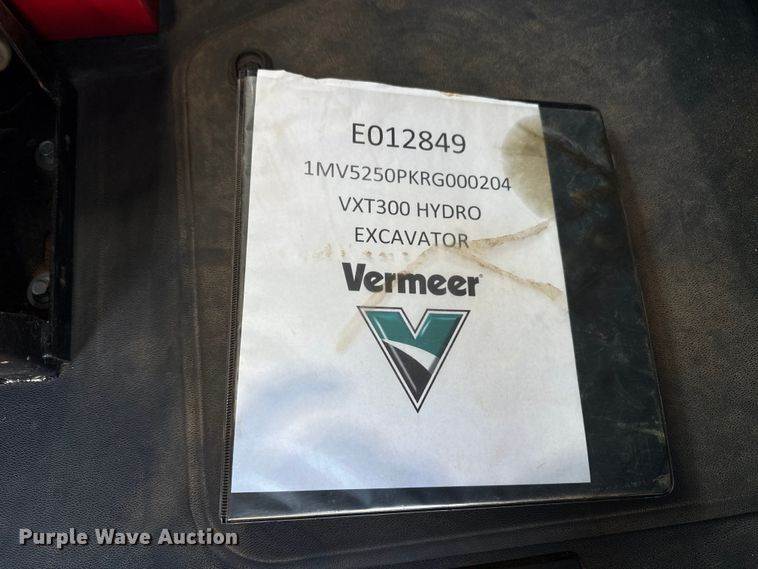 E012849
1MV5250PKRG000204
VXT300 HYDRO
EXCAVATOR
Vermeer®
Purple Wave Auction